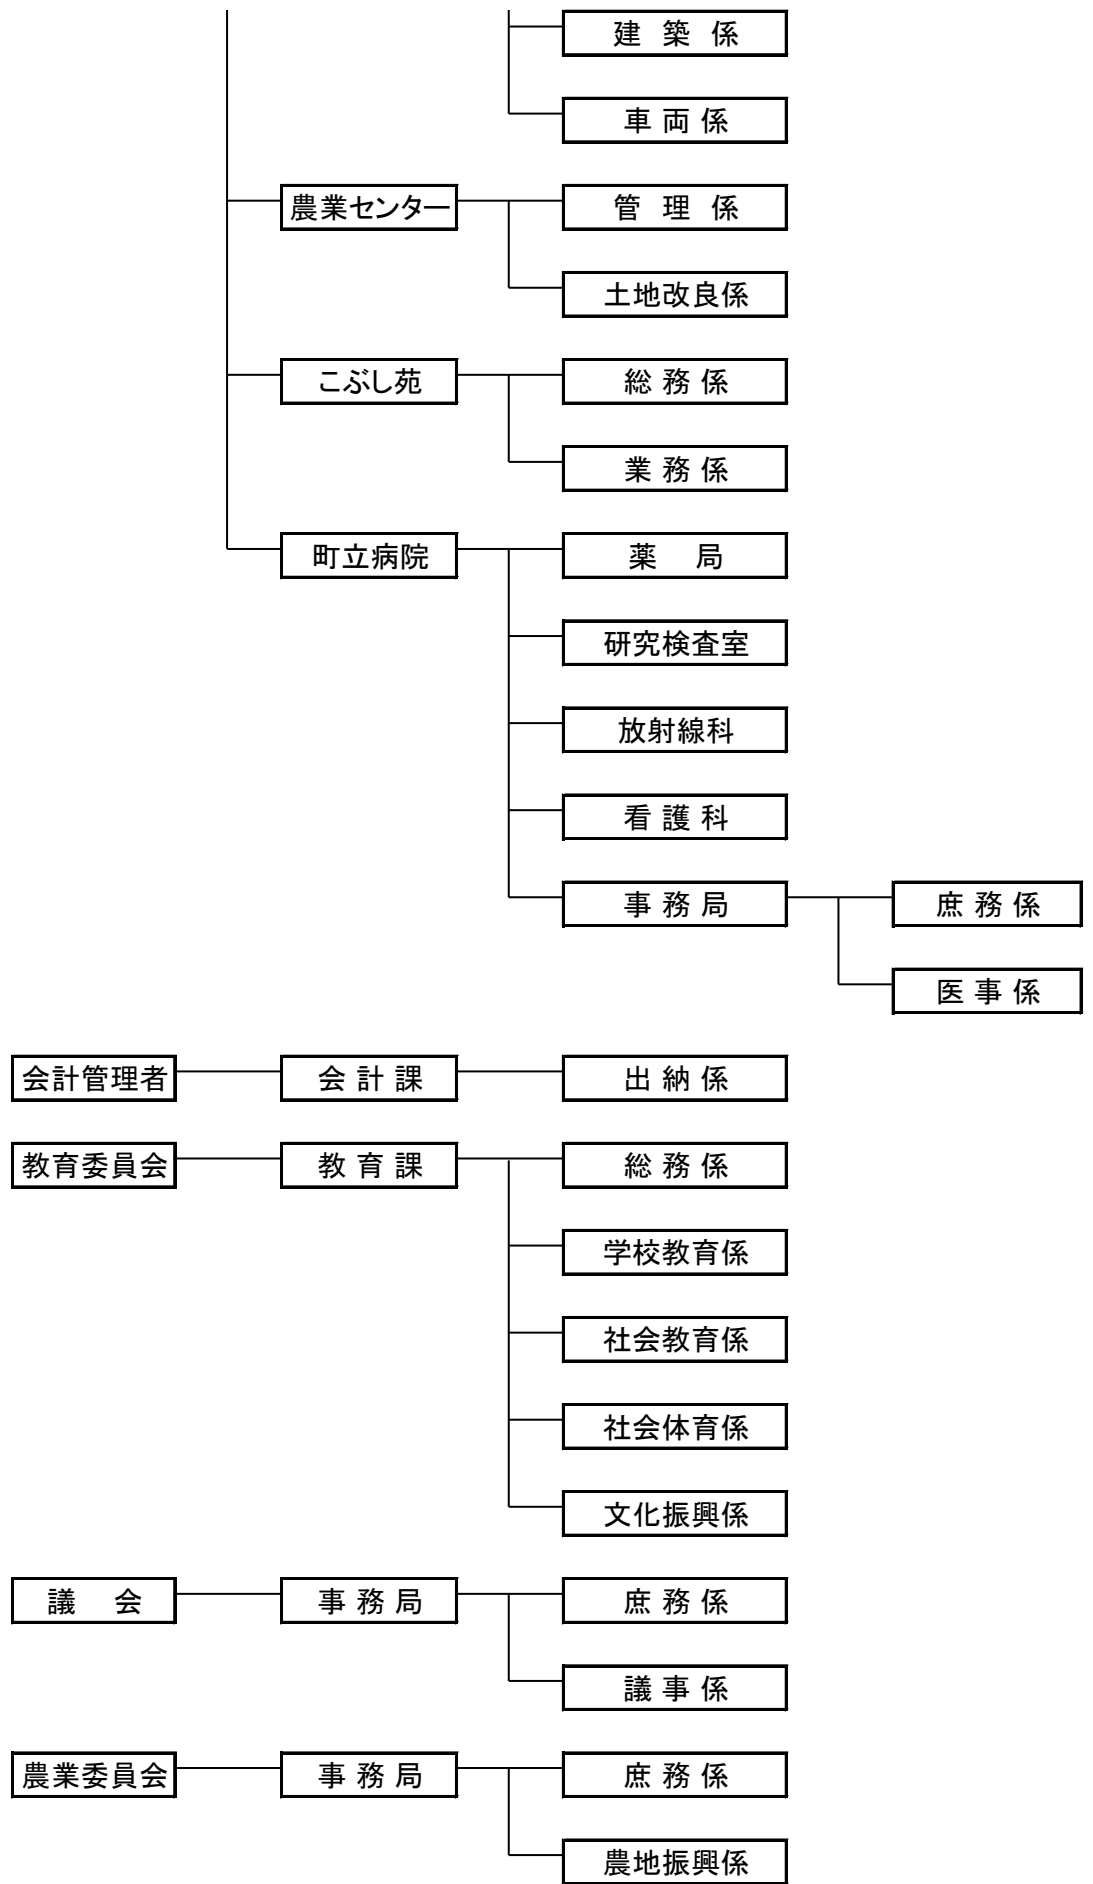 建 築 係
車 両 係
農業センター 管 理 係
土地改良係
こぶし苑 総 務 係
業 務 係
町立病院 薬 局
研究検査室
放射線科
看 護 科
事 務 局 庶 務 係
医 事 係
会計管理者 会 計 課 出 納 係
教育委員会 教 育 課 総 務 係
学校教育係
社会教育係
社会体育係
文化振興係
議 会 事 務 局 庶 務 係
議 事 係
農業委員会 事 務 局 庶 務 係
農地振興係